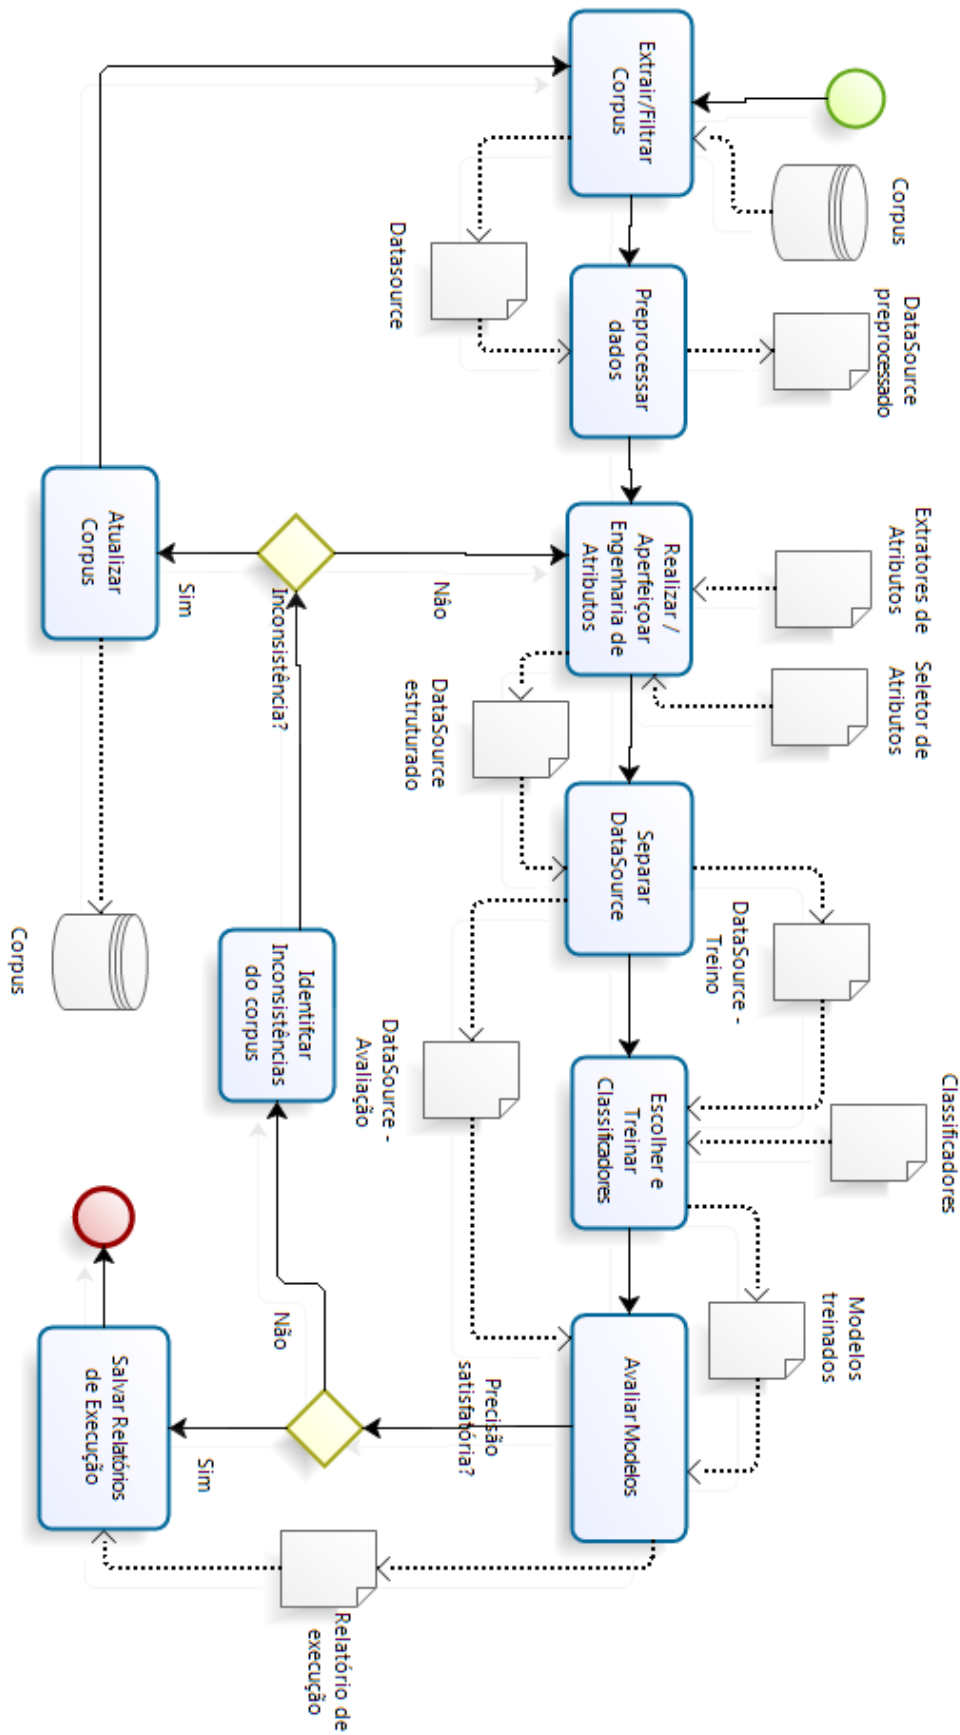 Corpus
DataSource
preprocessado
Extratores de
Atributos
Seletor de
Atributos
DataSource -
Treino
Classificadores
Modelos
treinados
Extrair/Filtrar
Corpus
Preprocessar
dados
Realizar /
Aperfeiçoar
Engenharia de
Atributos
Separar
DataSource
Escolher e
Treinar
Classificadores
Avaliar Modelos
Datasource
DataSource
estruturado
DataSource -
Avaliação
Precisão
satisfatória?
Relatório de
execução
Não
Inconsistência?
Sim
Identifcar
Inconsistências
do corpus
Não
Sim
Atualizar
Corpus
Corpus
Salvar Relatórios
de Execução